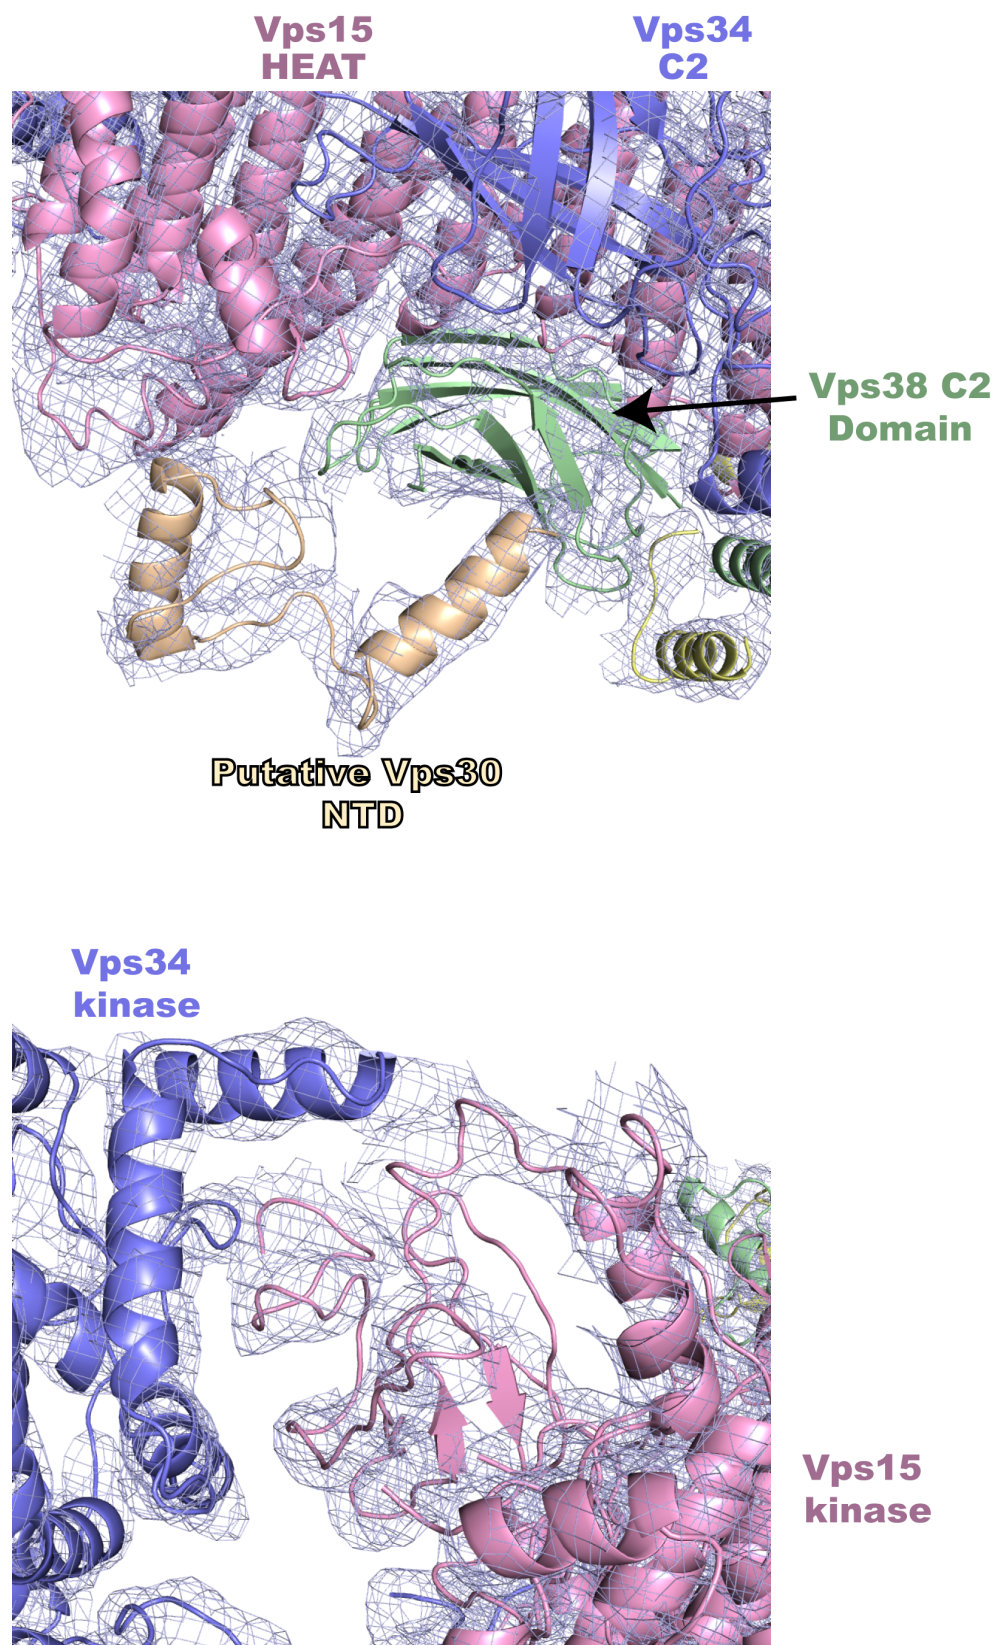 Vps15
HEAT
Vps34
C2
Vps38 C2
Domain
Putative Vps30
NTD
Vps34
kinase
Vps15
kinase